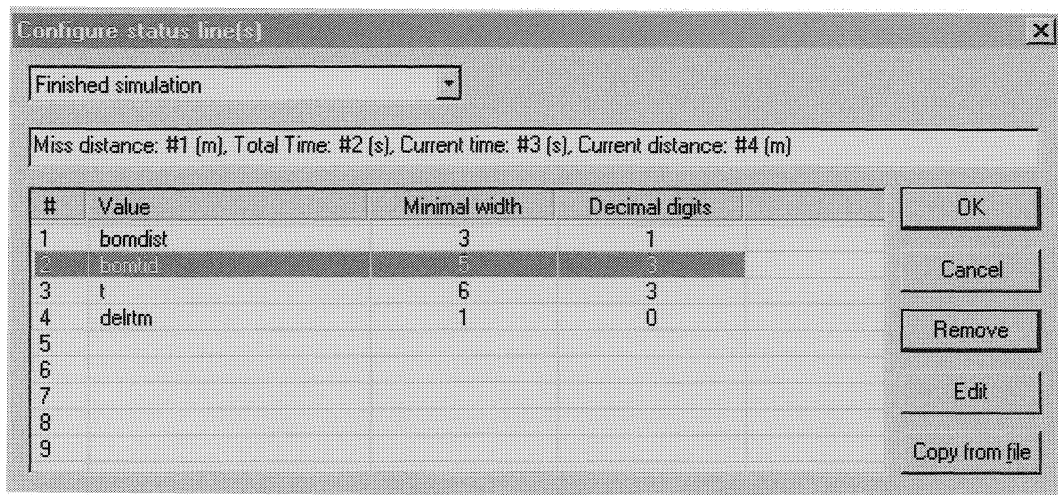 Configure status line(s)
Finished simulation
Miss distance: #1 (m), Total Time: #2 (s), Current time: #3 (s), Current distance: #4 (m)
# Value Minimal width Decimal digits
1 bomdist 3 1
2 bomtid 5 3
3 t 6 3
4 delrtm 1 0
5
6
7
8
9
OK
Cancel
Remove
Edit
Copy from file